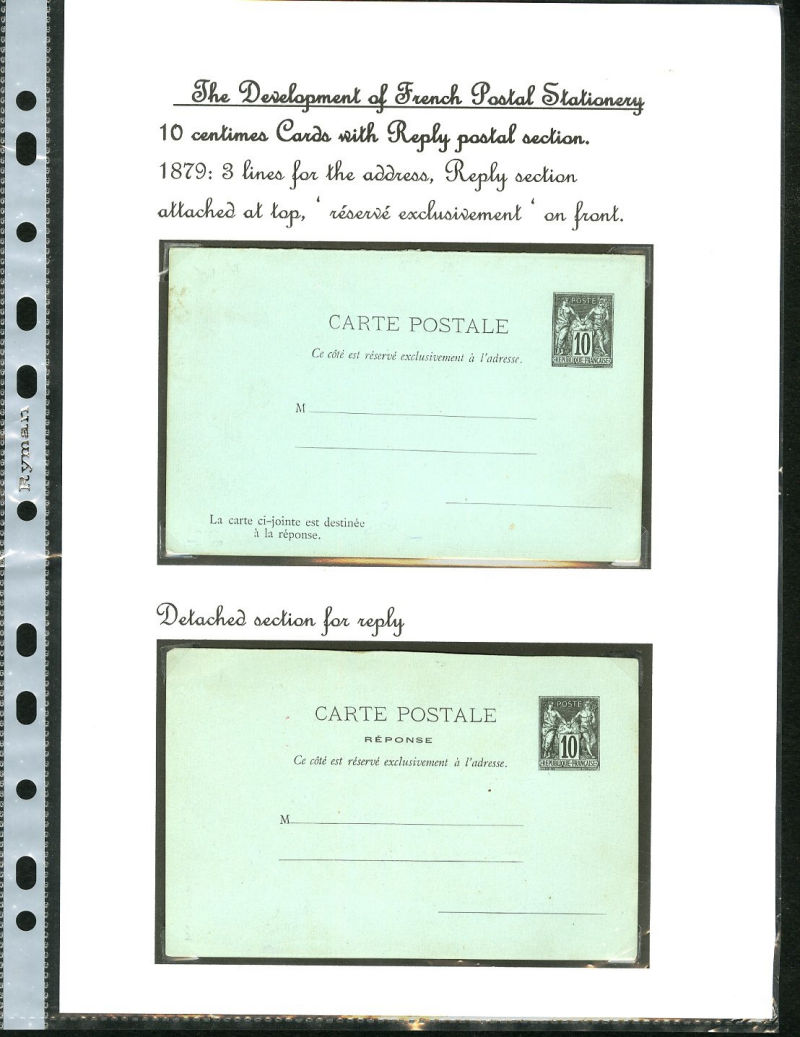 The Development of French Postal Stationery
10 centimes Cards with Reply postal section.
1879: 3 lines for the address, Reply section
attached at top, ‘ réservé exclusivement ‘ on front.
POSTE
10
REPUBLIQUE FRANÇAISE
CARTE POSTALE
Ce côté est réservé exclusivement à l'adresse.
M
La carte ci-jointe est destinée
à la réponse.
Ryman
Detached section for reply
POSTE
10
REPUBLIQUE FRANÇAISE
CARTE POSTALE
RÉPONSE
Ce côté est réservé exclusivement à l'adresse.
M